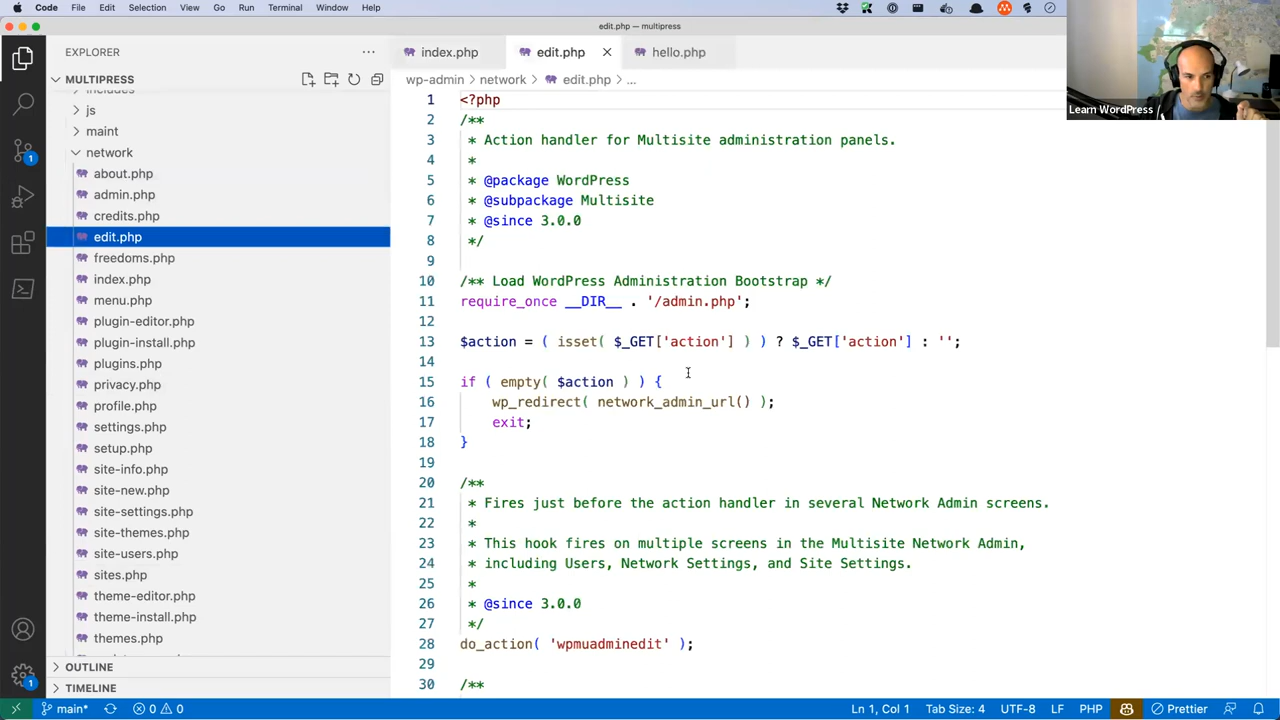 Code File Edit Selection View Go Run Terminal Window Help
edit.php — multipress
EXPLORER
MULTIPRESS
includes
js
maint
network
about.php
admin.php
credits.php
edit.php
freedoms.php
index.php
menu.php
plugin-editor.php
plugin-install.php
plugins.php
privacy.php
profile.php
settings.php
setup.php
site-info.php
site-new.php
site-settings.php
site-themes.php
site-users.php
sites.php
theme-editor.php
theme-install.php
themes.php
OUTLINE
TIMELINE
index.php edit.php hello.php
wp-admin > network > edit.php > ...
1 <?php
2 /**
3 * Action handler for Multisite administration panels.
4 *
5 * @package WordPress
6 * @subpackage Multisite
7 * @since 3.0.0
8 */
9
10 /** Load WordPress Administration Bootstrap */
11 require_once __DIR__ . '/admin.php';
12
13 $action = ( isset( $_GET['action'] ) ) ? $_GET['action'] : '';
14
15 if ( empty( $action ) ) {
16 wp_redirect( network_admin_url() );
17 exit;
18 }
19
20 /**
21 * Fires just before the action handler in several Network Admin screens.
22 *
23 * This hook fires on multiple screens in the Multisite Network Admin,
24 * including Users, Network Settings, and Site Settings.
25 *
26 * @since 3.0.0
27 */
28 do_action( 'wpmuadminedit' );
29
30 /**
Learn WordPress /
1
1
main* 0 0 Ln 1, Col 1 Tab Size: 4 UTF-8 LF PHP Prettier